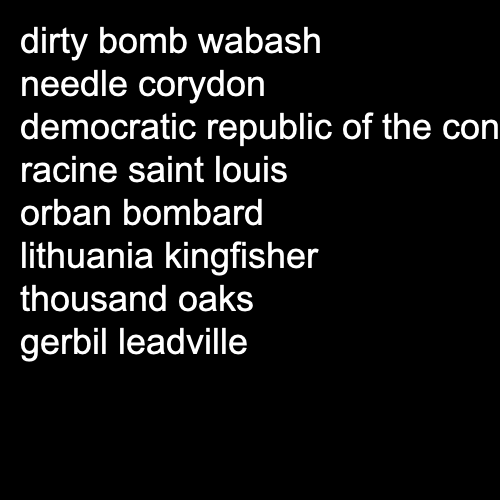 dirty bomb wabash
needle corydon
democratic republic of the con
racine saint louis
orban bombard
lithuania kingfisher
thousand oaks
gerbil leadville